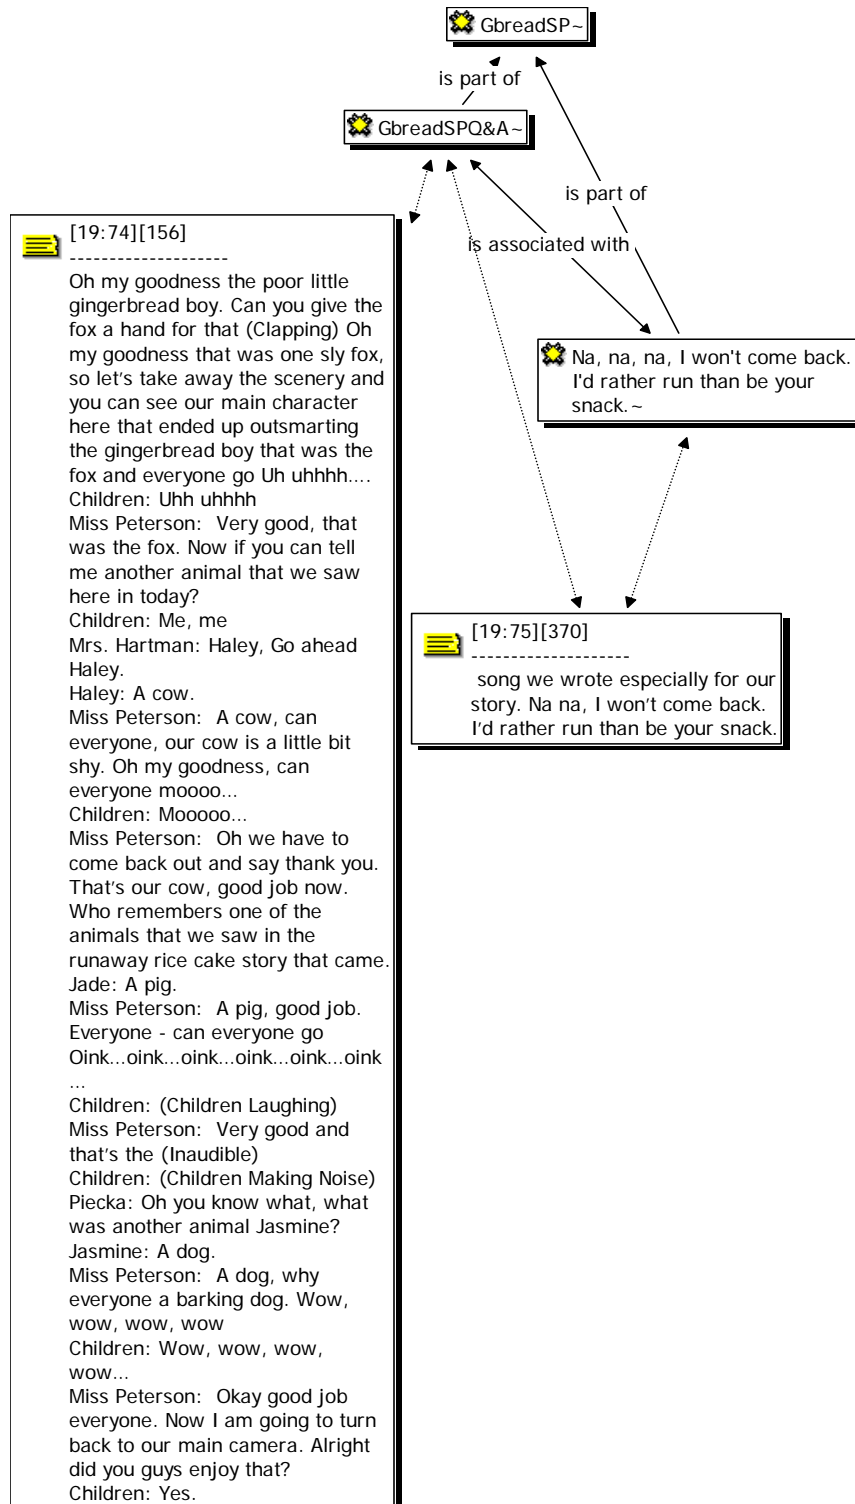 GbreadSP~
is part of
GbreadSPQ&A~
is part of
is associated with
[19:74][156]
--------------------
Oh my goodness the poor little
gingerbread boy. Can you give the
fox a hand for that (Clapping) Oh
my goodness that was one sly fox,
so let's take away the scenery and
you can see our main character
here that ended up outsmarting
the gingerbread boy that was the
fox and everyone go Uh uhhhh....
Children: Uhh uhhhh
Miss Peterson:  Very good, that
was the fox. Now if you can tell
me another animal that we saw
here in today?
Children: Me, me
Mrs. Hartman: Haley, Go ahead
Haley.
Haley: A cow.
Miss Peterson:  A cow, can
everyone, our cow is a little bit
shy. Oh my goodness, can
everyone moooo...
Children: Mooooo...
Miss Peterson:  Oh we have to
come back out and say thank you.
That's our cow, good job now.
Who remembers one of the
animals that we saw in the
runaway rice cake story that came.
Jade: A pig.
Miss Peterson:  A pig, good job.
Everyone - can everyone go
Oink...oink...oink...oink...oink...oink
...
Children: (Children Laughing)
Miss Peterson:  Very good and
that's the (Inaudible)
Children: (Children Making Noise)
Piecka: Oh you know what, what
was another animal Jasmine?
Jasmine: A dog.
Miss Peterson:  A dog, why
everyone a barking dog. Wow,
wow, wow, wow
Children: Wow, wow, wow,
wow...
Miss Peterson:  Okay good job
everyone. Now I am going to turn
back to our main camera. Alright
did you guys enjoy that?
Children: Yes.
Na, na, na, I won't come back.
I'd rather run than be your
snack.~
[19:75][370]
--------------------
song we wrote especially for our
story. Na na, I won't come back.
I'd rather run than be your snack.